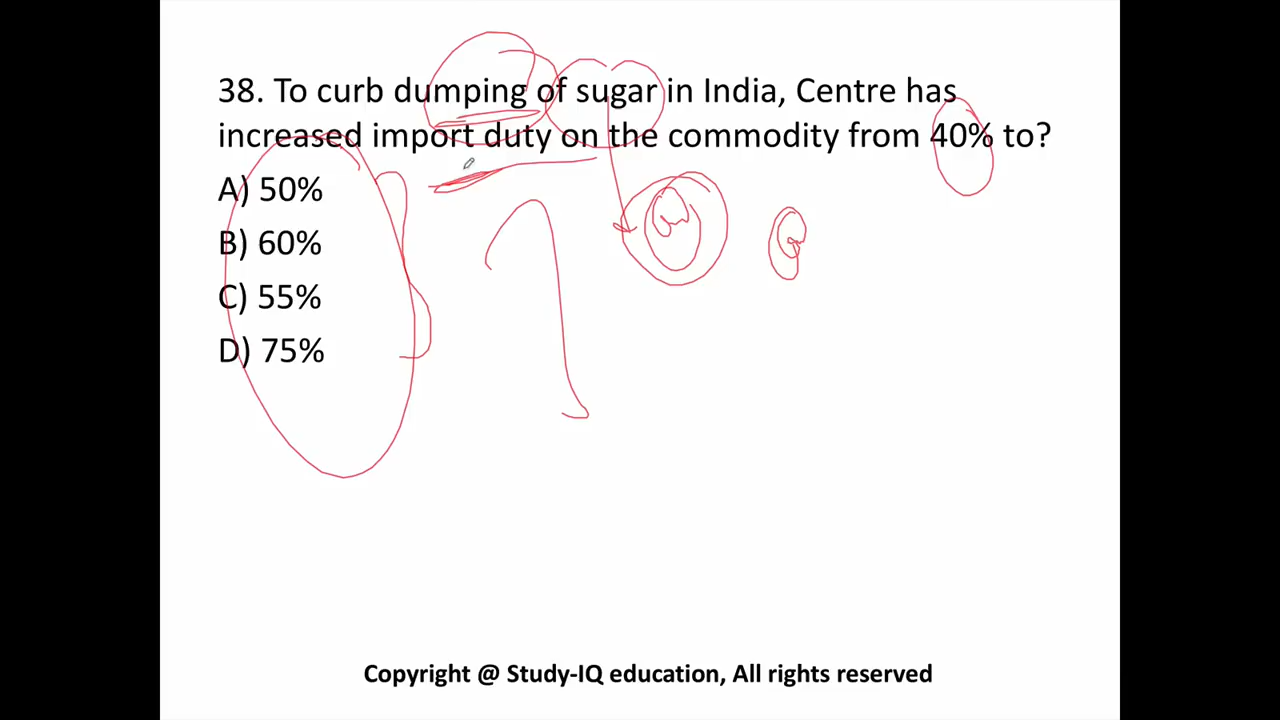 38. To curb dumping of sugar in India, Centre has
increased import duty on the commodity from 40% to?
A) 50%
B) 60%
C) 55%
D) 75%
Copyright @ Study-IQ education, All rights reserved